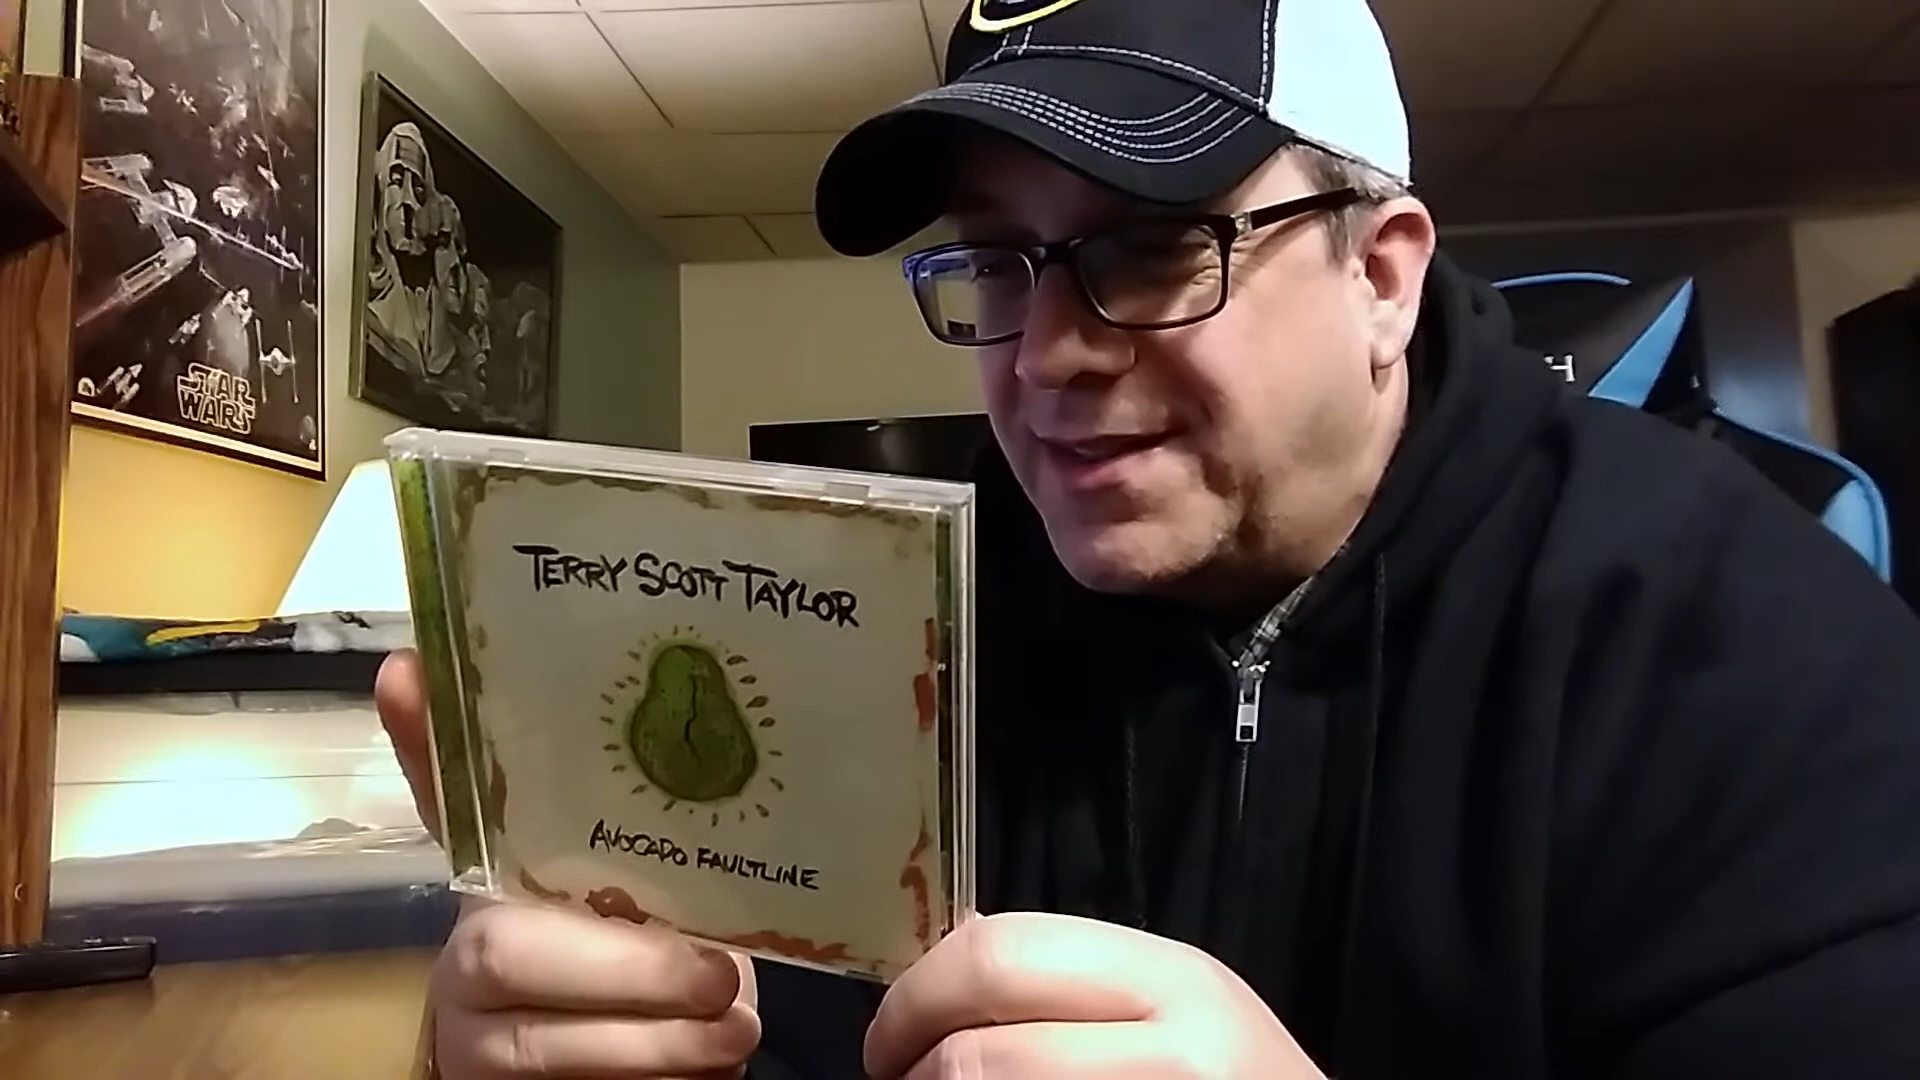 STAR
WARS
TERRY SCOTT TAYLOR
AVOCADO FAULTLINE
H